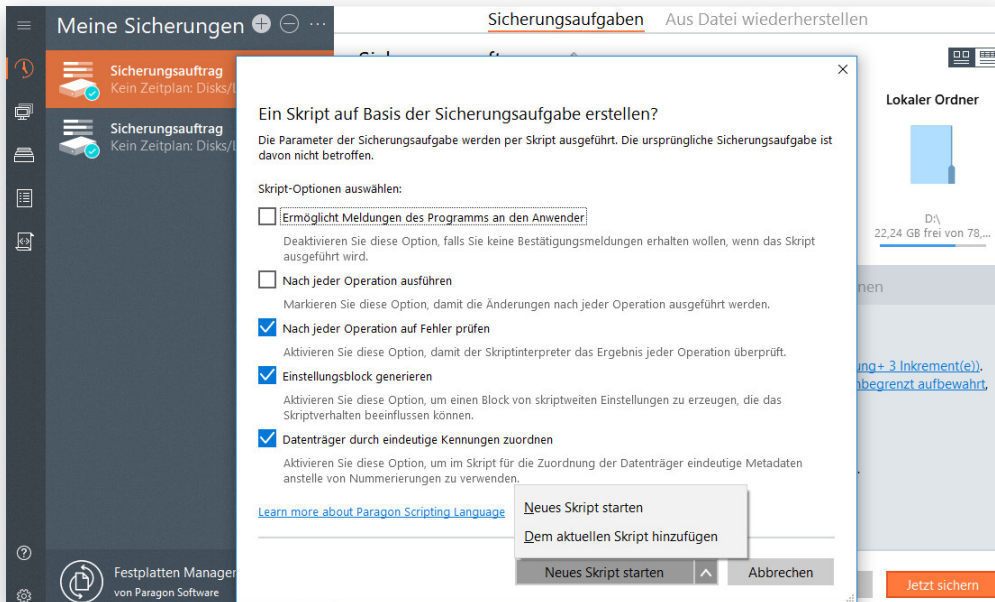 Meine Sicherungen
Sicherungsaufgaben
Aus Datei wiederherstellen
Sicherungsauftrag
Kein Zeitplan: Disks/L
Sicherungsauftrag
Kein Zeitplan: Disks/L
Lokaler Ordner
D:\
22,24 GB frei von 78,...
nen
ung+ 3 Inkrement(e)).
nbegrenzt aufbewahrt,
Ein Skript auf Basis der Sicherungsaufgabe erstellen?
Die Parameter der Sicherungsaufgabe werden per Skript ausgeführt. Die ursprüngliche Sicherungsaufgabe ist
davon nicht betroffen.
Skript-Optionen auswählen:
Ermöglicht Meldungen des Programms an den Anwender
Deaktivieren Sie diese Option, falls Sie keine Bestätigungsmeldungen erhalten wollen, wenn das Skript
ausgeführt wird.
Nach jeder Operation ausführen
Markieren Sie diese Option, damit die Änderungen nach jeder Operation ausgeführt werden.
Nach jeder Operation auf Fehler prüfen
Aktivieren Sie diese Option, damit der Skriptinterpreter das Ergebnis jeder Operation überprüft.
Einstellungsblock generieren
Aktivieren Sie diese Option, um einen Block von skriptweiten Einstellungen zu erzeugen, die das
Skriptverhalten beeinflussen können.
Datenträger durch eindeutige Kennungen zuordnen
Aktivieren Sie diese Option, um im Skript für die Zuordnung der Datenträger eindeutige Metadaten
anstelle von Nummerierungen zu verwenden.
Learn more about Paragon Scripting Language
Neues Skript starten
Dem aktuellen Skript hinzufügen
Neues Skript starten
Abbrechen
Festplatten Manager
von Paragon Software
Jetzt sichern